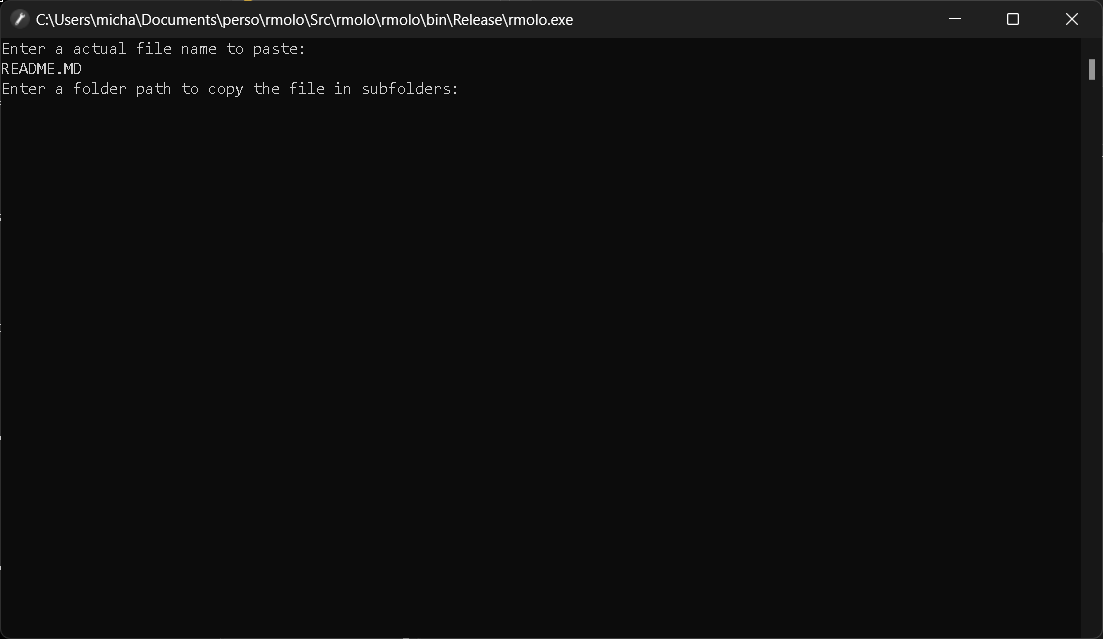 C:\Users\micha\Documents\perso\rmolo\Src\rmolo\rmolo\bin\Release\rmolo.exe
Enter a actual file name to paste:
README.MD
Enter a folder path to copy the file in subfolders: